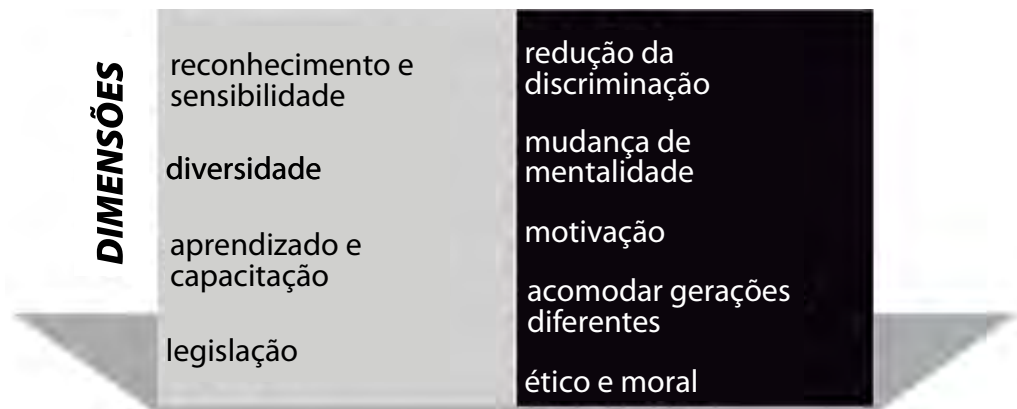 DIMENSÕES
reconhecimento e
sensibilidade
diversidade
aprendizado e
capacitação
legislação
redução da
discriminação
mudança de
mentalidade
motivação
acomodar gerações
diferentes
ético e moral